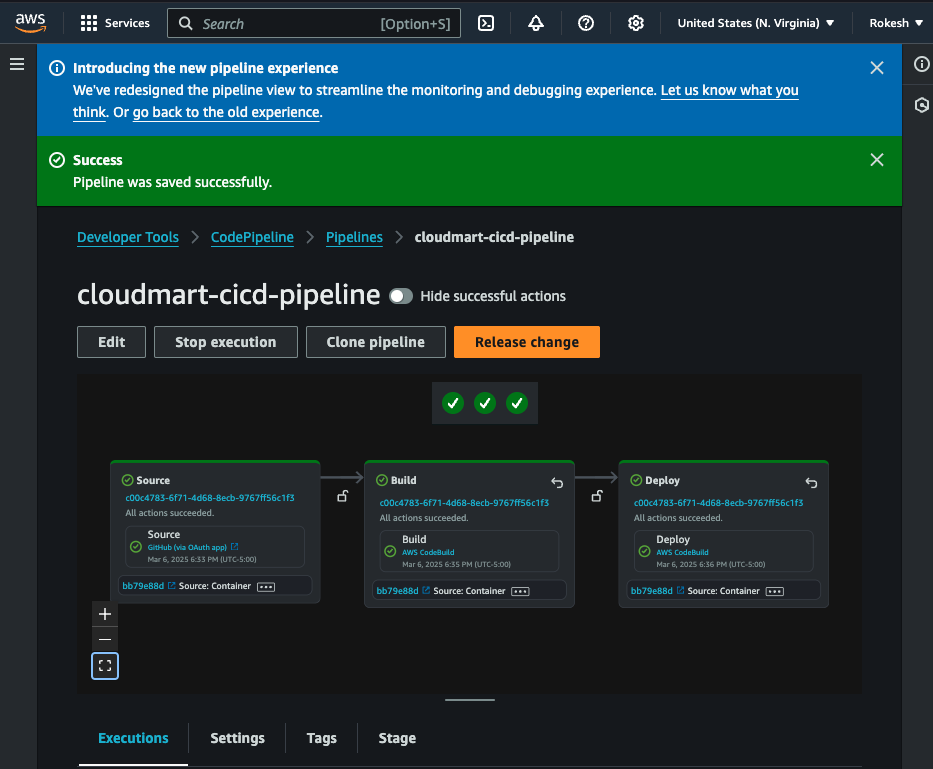 aws
Services
Search
[Option+S]
United States (N. Virginia)
Rokesh
Introducing the new pipeline experience
We've redesigned the pipeline view to streamline the monitoring and debugging experience. Let us know what you
think. Or go back to the old experience.
Success
Pipeline was saved successfully.
Developer Tools
CodePipeline
Pipelines
cloudmart-cicd-pipeline
cloudmart-cicd-pipeline
Hide successful actions
Edit
Stop execution
Clone pipeline
Release change
Source
c00c4783-6f71-4d68-8ecb-9767ff56c1f3
All actions succeeded.
Source
GitHub (via OAuth app)
Mar 6, 2025 6:33 PM (UTC-5:00)
bb79e88d Source: Container
Build
c00c4783-6f71-4d68-8ecb-9767ff56c1f3
All actions succeeded.
Build
AWS CodeBuild
Mar 6, 2025 6:35 PM (UTC-5:00)
bb79e88d Source: Container
Deploy
c00c4783-6f71-4d68-8ecb-9767ff56c1f3
All actions succeeded.
Deploy
AWS CodeBuild
Mar 6, 2025 6:36 PM (UTC-5:00)
bb79e88d Source: Container
Executions
Settings
Tags
Stage